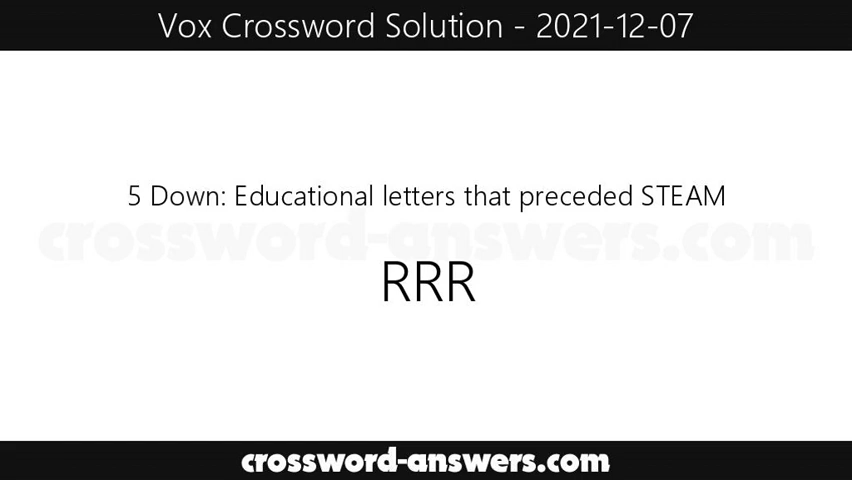 Vox Crossword Solution - 2021-12-07
5 Down: Educational letters that preceded STEAM
crossword-answers.com
RRR
crossword-answers.com